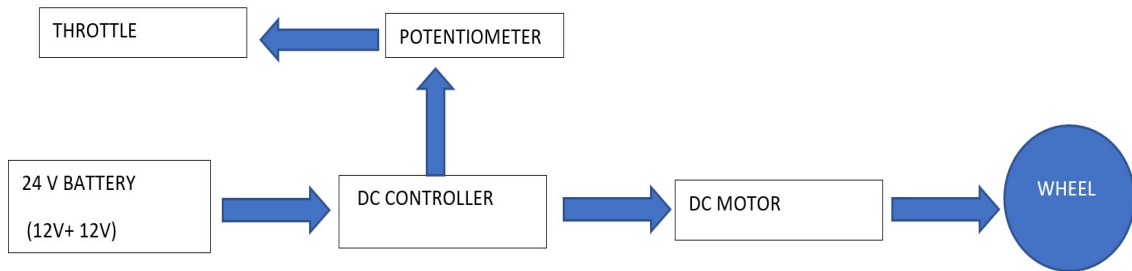 THROTTLE
POTENTIOMETER
24 V BATTERY
(12V+ 12V)
DC CONTROLLER
DC MOTOR
WHEEL